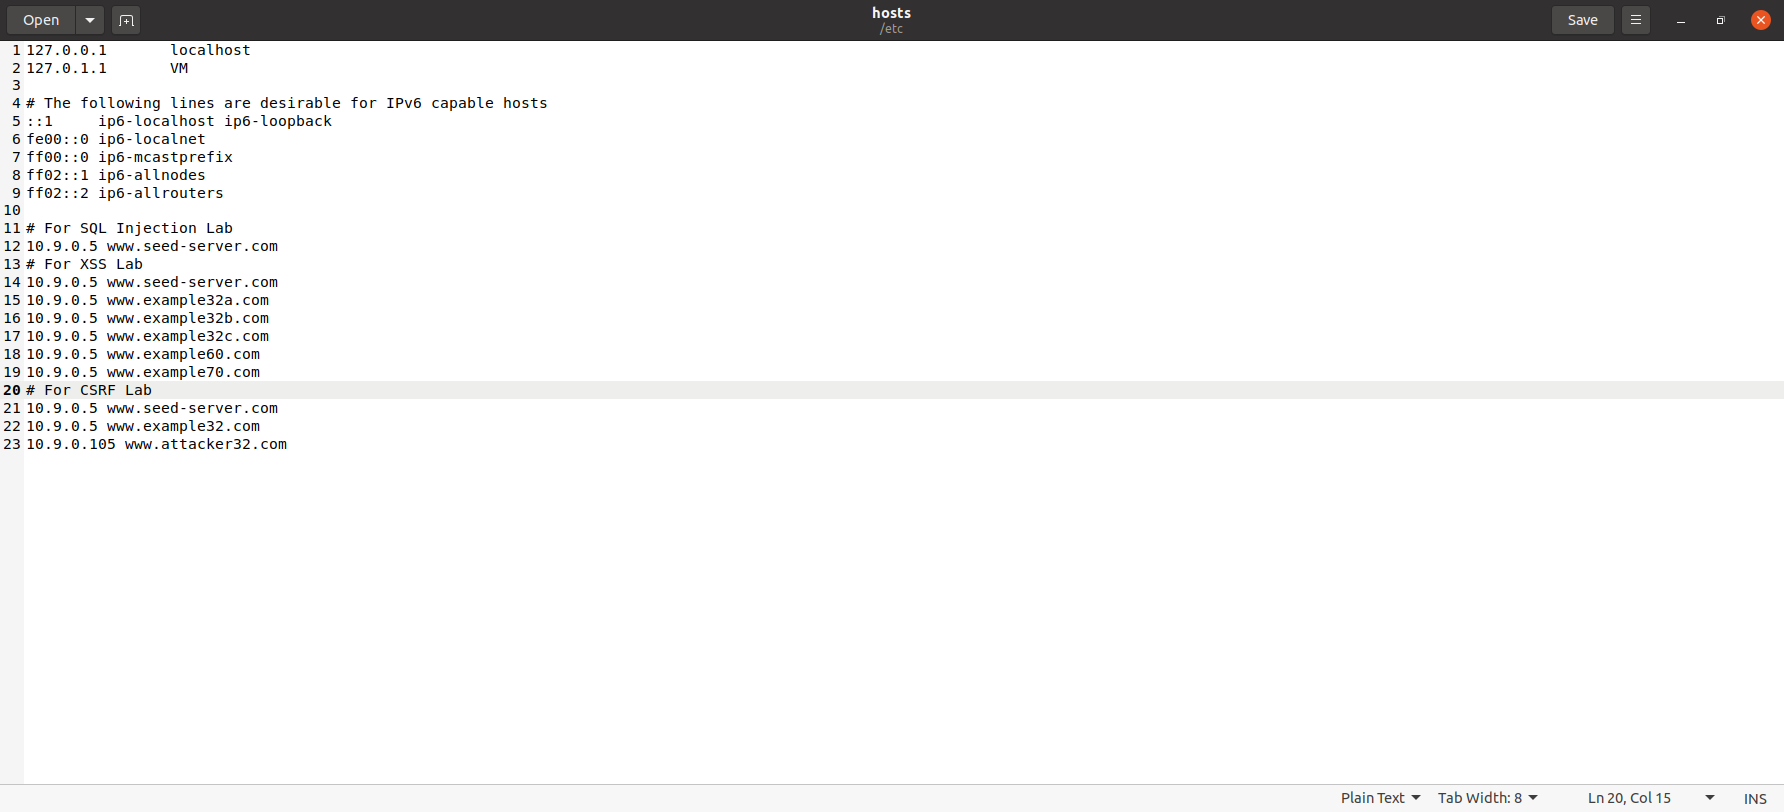 Open
hosts
/etc
Save
1 127.0.0.1 localhost
2 127.0.1.1 VM
3
4 # The following lines are desirable for IPv6 capable hosts
5 ::1 ip6-localhost ip6-loopback
6 fe00::0 ip6-localnet
7 ff00::0 ip6-mcastprefix
8 ff02::1 ip6-allnodes
9 ff02::2 ip6-allrouters
10
11 # For SQL Injection Lab
12 10.9.0.5 www.seed-server.com
13 # For XSS Lab
14 10.9.0.5 www.seed-server.com
15 10.9.0.5 www.example32a.com
16 10.9.0.5 www.example32b.com
17 10.9.0.5 www.example32c.com
18 10.9.0.5 www.example60.com
19 10.9.0.5 www.example70.com
20 # For CSRF Lab
21 10.9.0.5 www.seed-server.com
22 10.9.0.5 www.example32.com
23 10.9.0.105 www.attacker32.com
Plain Text Tab Width: 8 Ln 20, Col 15 INS